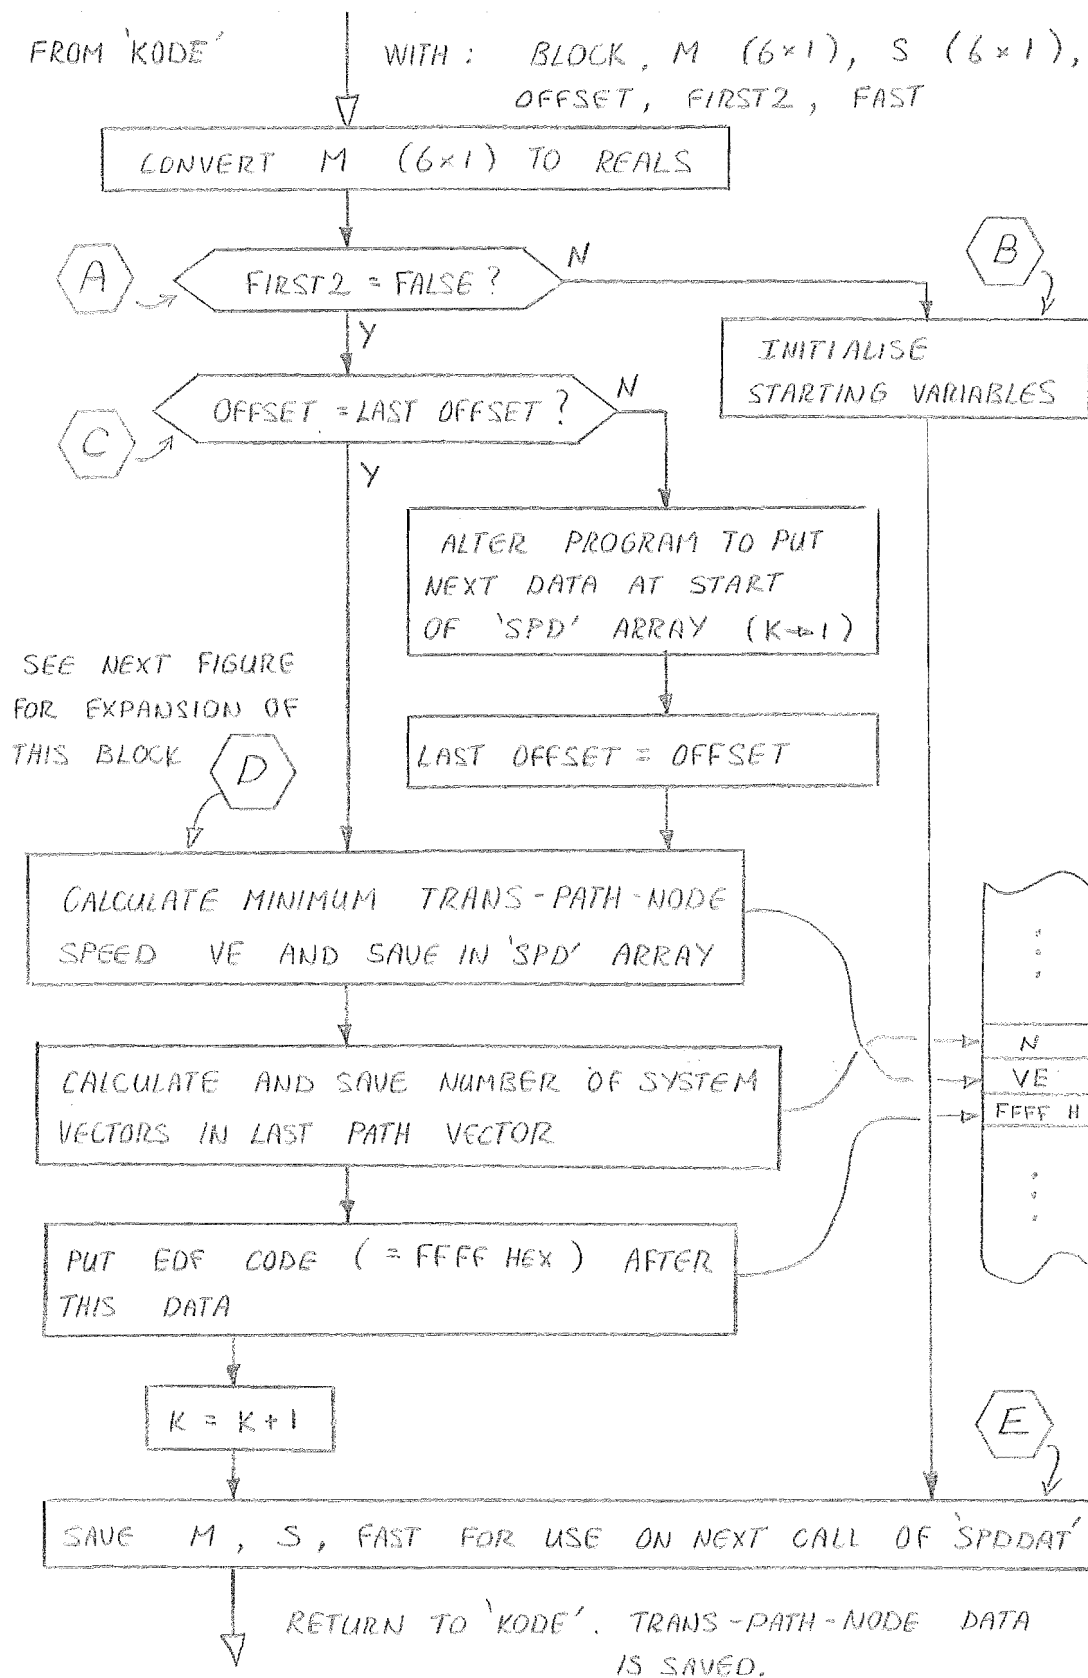 FROM 'KODE'
WITH : BLOCK, M (6×1), S (6×1),
OFFSET, FIRST2, FAST
CONVERT M (6×1) TO REALS
A
FIRST2 = FALSE ?
N
B
Y
INITIALISE
STARTING VARIABLES
C
OFFSET = LAST OFFSET ?
N
Y
ALTER PROGRAM TO PUT
NEXT DATA AT START
OF 'SPD' ARRAY (K→1)
SEE NEXT FIGURE
FOR EXPANSION OF
THIS BLOCK
D
LAST OFFSET = OFFSET
CALCULATE MINIMUM TRANS-PATH-NODE
SPEED VE AND SAVE IN 'SPD' ARRAY
N
VE
FFFF H
CALCULATE AND SAVE NUMBER OF SYSTEM
VECTORS IN LAST PATH VECTOR
PUT EDF CODE (= FFFF HEX) AFTER
THIS DATA
K = K+1
E
SAVE M, S, FAST FOR USE ON NEXT CALL OF 'SPDDAT'
RETURN TO 'KODE'. TRANS-PATH-NODE DATA
IS SAVED.